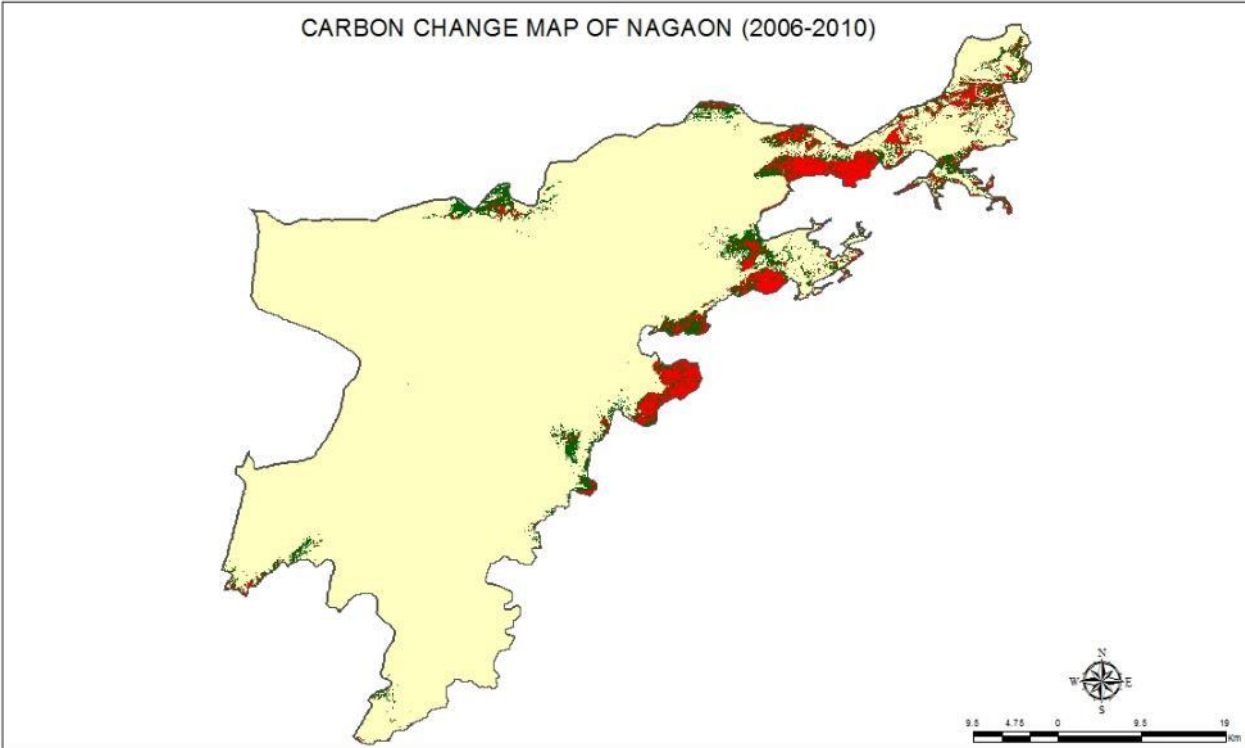 CARBON CHANGE MAP OF NAGAON (2006-2010)
N
W E
S
9.5 4.75 0 9.5 19
Km